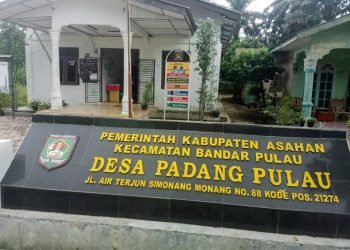 PEMERINTAH KABUPATEN ASAHAN
KECAMATAN BANDAR PULAU
DESA PADANG PULAU
JL. AIR TERJUN SIMONANG MONANG NO. 88 KODE POS. 21274